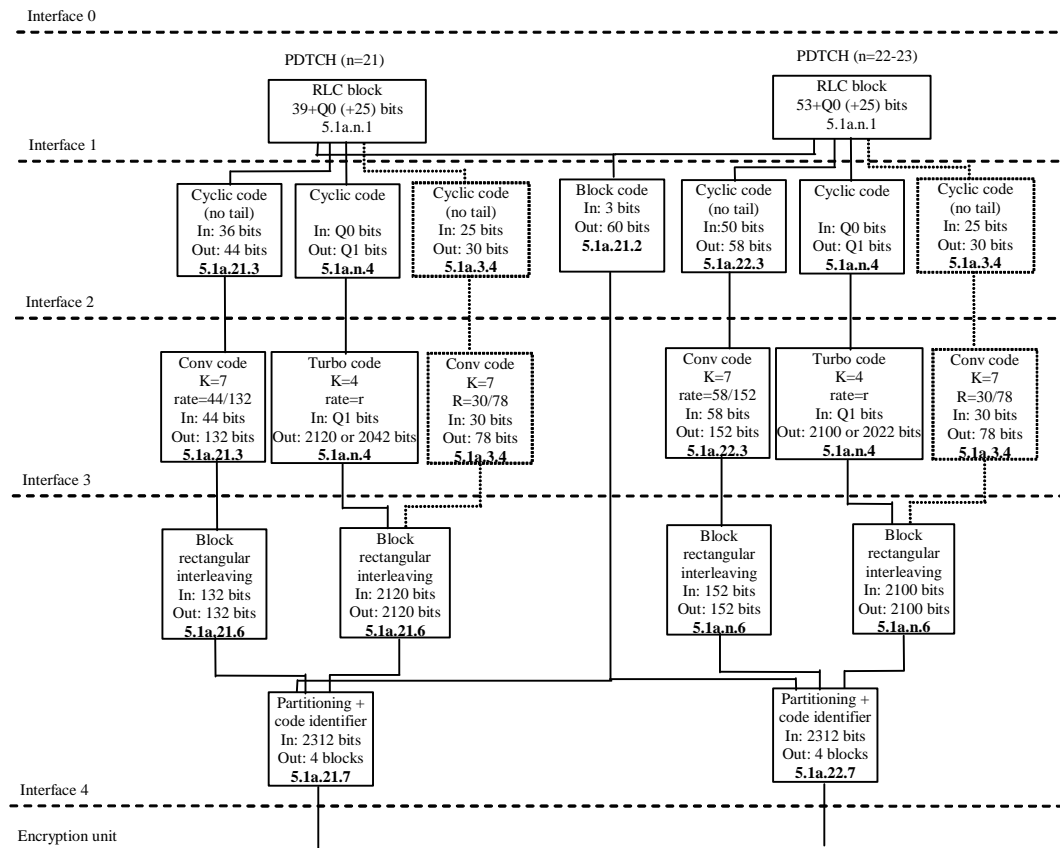 Interface 0
PDTCH (n=21)
PDTCH (n=22-23)
RLC block
39+Q0 (+25) bits
5.1a.n.1
RLC block
53+Q0 (+25) bits
5.1a.n.1
Interface 1
Cyclic code
(no tail)
In: 36 bits
Out: 44 bits
5.1a.21.3
Cyclic code
In: Q0 bits
Out: Q1 bits
5.1a.n.4
Cyclic code
(no tail)
In: 25 bits
Out: 30 bits
5.1a.3.4
Block code
In: 3 bits
Out: 60 bits
5.1a.21.2
Cyclic code
(no tail)
In:50 bits
Out: 58 bits
5.1a.22.3
Cyclic code
In: Q0 bits
Out: Q1 bits
5.1a.n.4
Cyclic code
(no tail)
In: 25 bits
Out: 30 bits
5.1a.3.4
Interface 2
Conv code
K=7
rate=44/132
In: 44 bits
Out: 132 bits
5.1a.21.3
Turbo code
K=4
rate=r
In: Q1 bits
Out: 2120 or 2042 bits
5.1a.n.4
Conv code
K=7
R=30/78
In: 30 bits
Out: 78 bits
5.1a.3.4
Conv code
K=7
rate=58/152
In: 58 bits
Out: 152 bits
5.1a.22.3
Turbo code
K=4
rate=r
In: Q1 bits
Out: 2100 or 2022 bits
5.1a.n.4
Conv code
K=7
R=30/78
In: 30 bits
Out: 78 bits
5.1a.3.4
Interface 3
Block
rectangular
interleaving
In: 132 bits
Out: 132 bits
5.1a.21.6
Block
rectangular
interleaving
In: 2120 bits
Out: 2120 bits
5.1a.21.6
Block
rectangular
interleaving
In: 152 bits
Out: 152 bits
5.1a.n.6
Block
rectangular
interleaving
In: 2100 bits
Out: 2100 bits
5.1a.n.6
Partitioning +
code identifier
In: 2312 bits
Out: 4 blocks
5.1a.21.7
Partitioning +
code identifier
In: 2312 bits
Out: 4 blocks
5.1a.22.7
Interface 4
Encryption unit